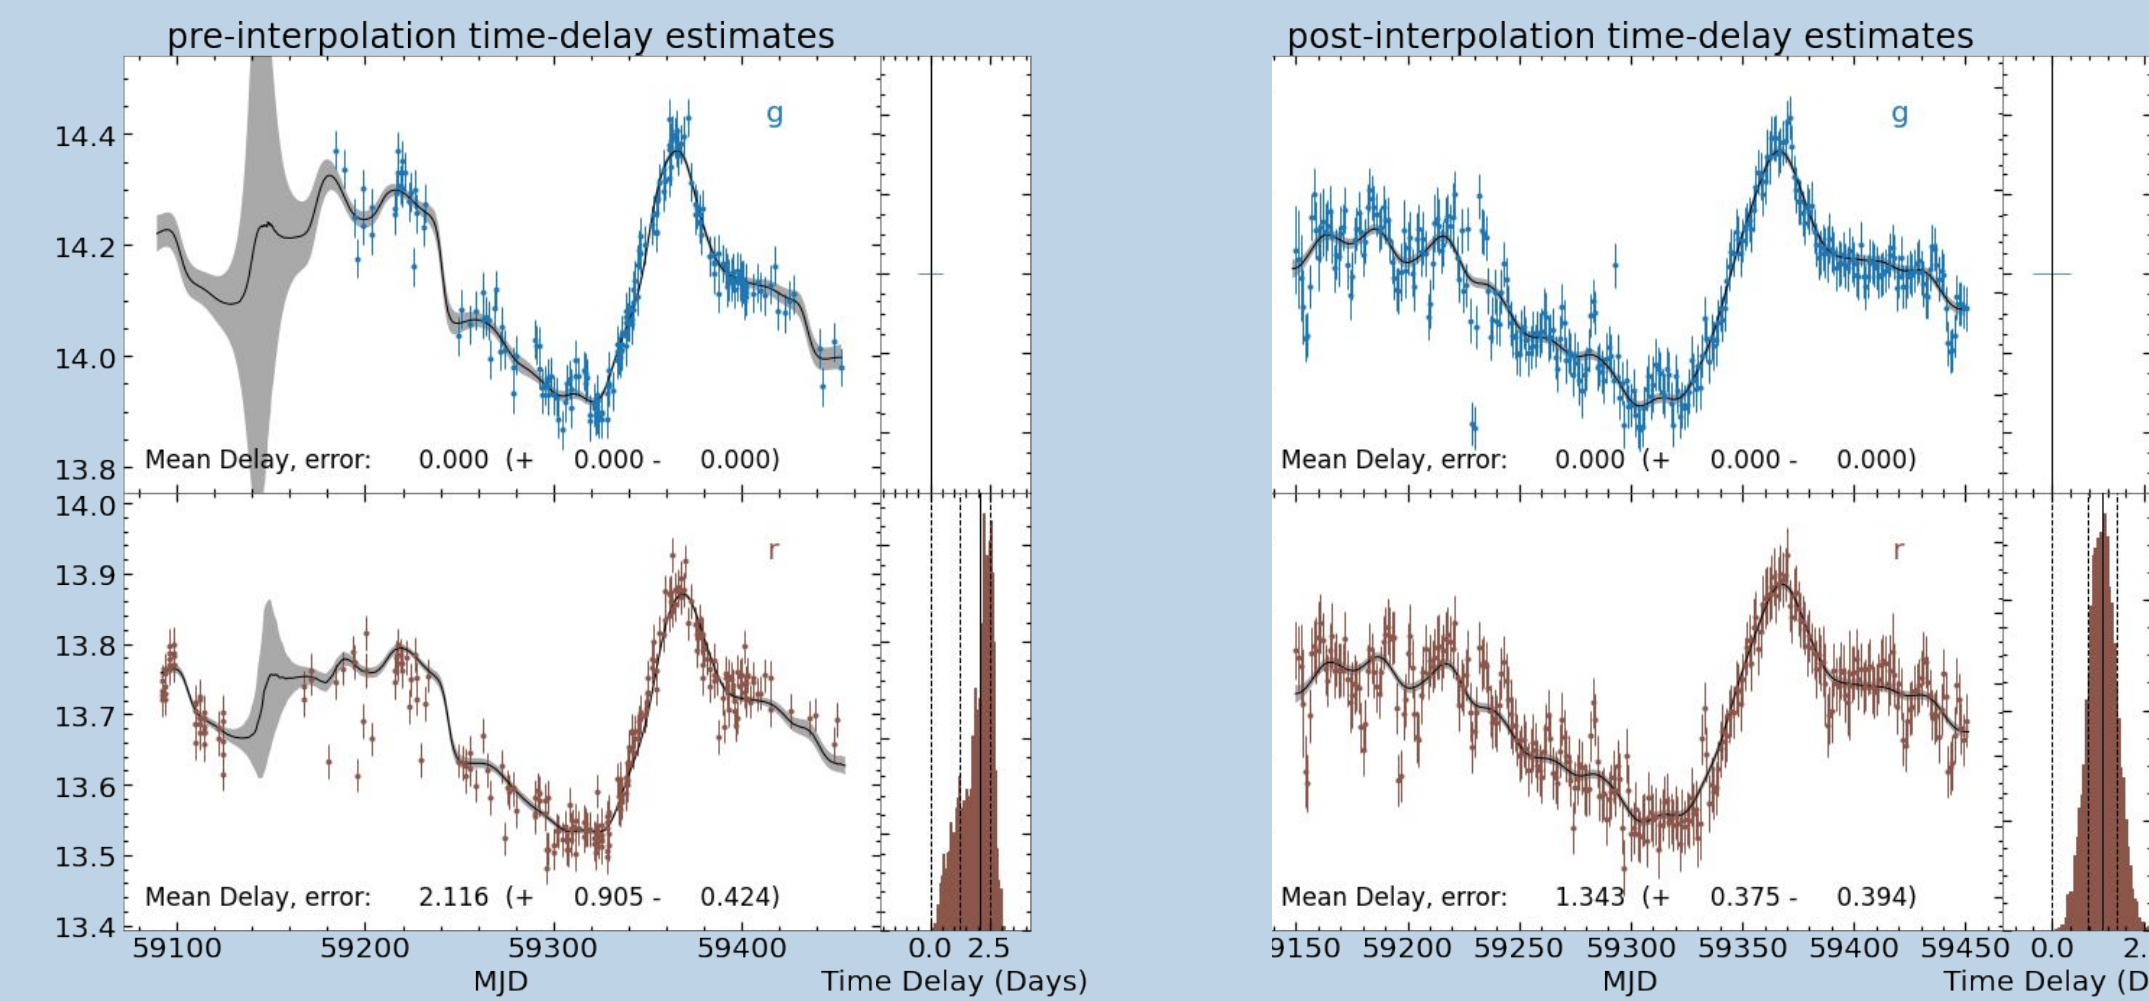 pre-interpolation time-delay estimates
14.4
14.2
14.0
13.8
g
Mean Delay, error: 0.000 (+ 0.000 - 0.000)
14.0
13.9
13.8
13.7
13.6
13.5
13.4
r
Mean Delay, error: 2.116 (+ 0.905 - 0.424)
59100 59200 59300 59400 0.0 2.5
MJD Time Delay (Days)
post-interpolation time-delay estimates
g
Mean Delay, error: 0.000 (+ 0.000 - 0.000)
r
Mean Delay, error: 1.343 (+ 0.375 - 0.394)
9150 59200 59250 59300 59350 59400 59450 0.0 2.
MJD Time Delay (D